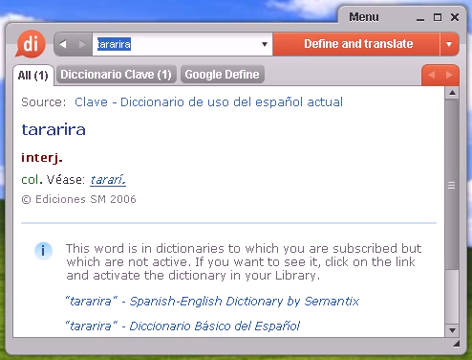 Menu
di
tararira
Define and translate
All (1)
Diccionario Clave (1)
Google Define
Source: Clave - Diccionario de uso del español actual
tararira
interj.
col. Véase: tararí.
© Ediciones SM 2006
i
This word is in dictionaries to which you are subscribed but
which are not active. If you want to see it, click on the link
and activate the dictionary in your Library.
"tararira" - Spanish-English Dictionary by Semantix
"tararira" - Diccionario Básico del Español